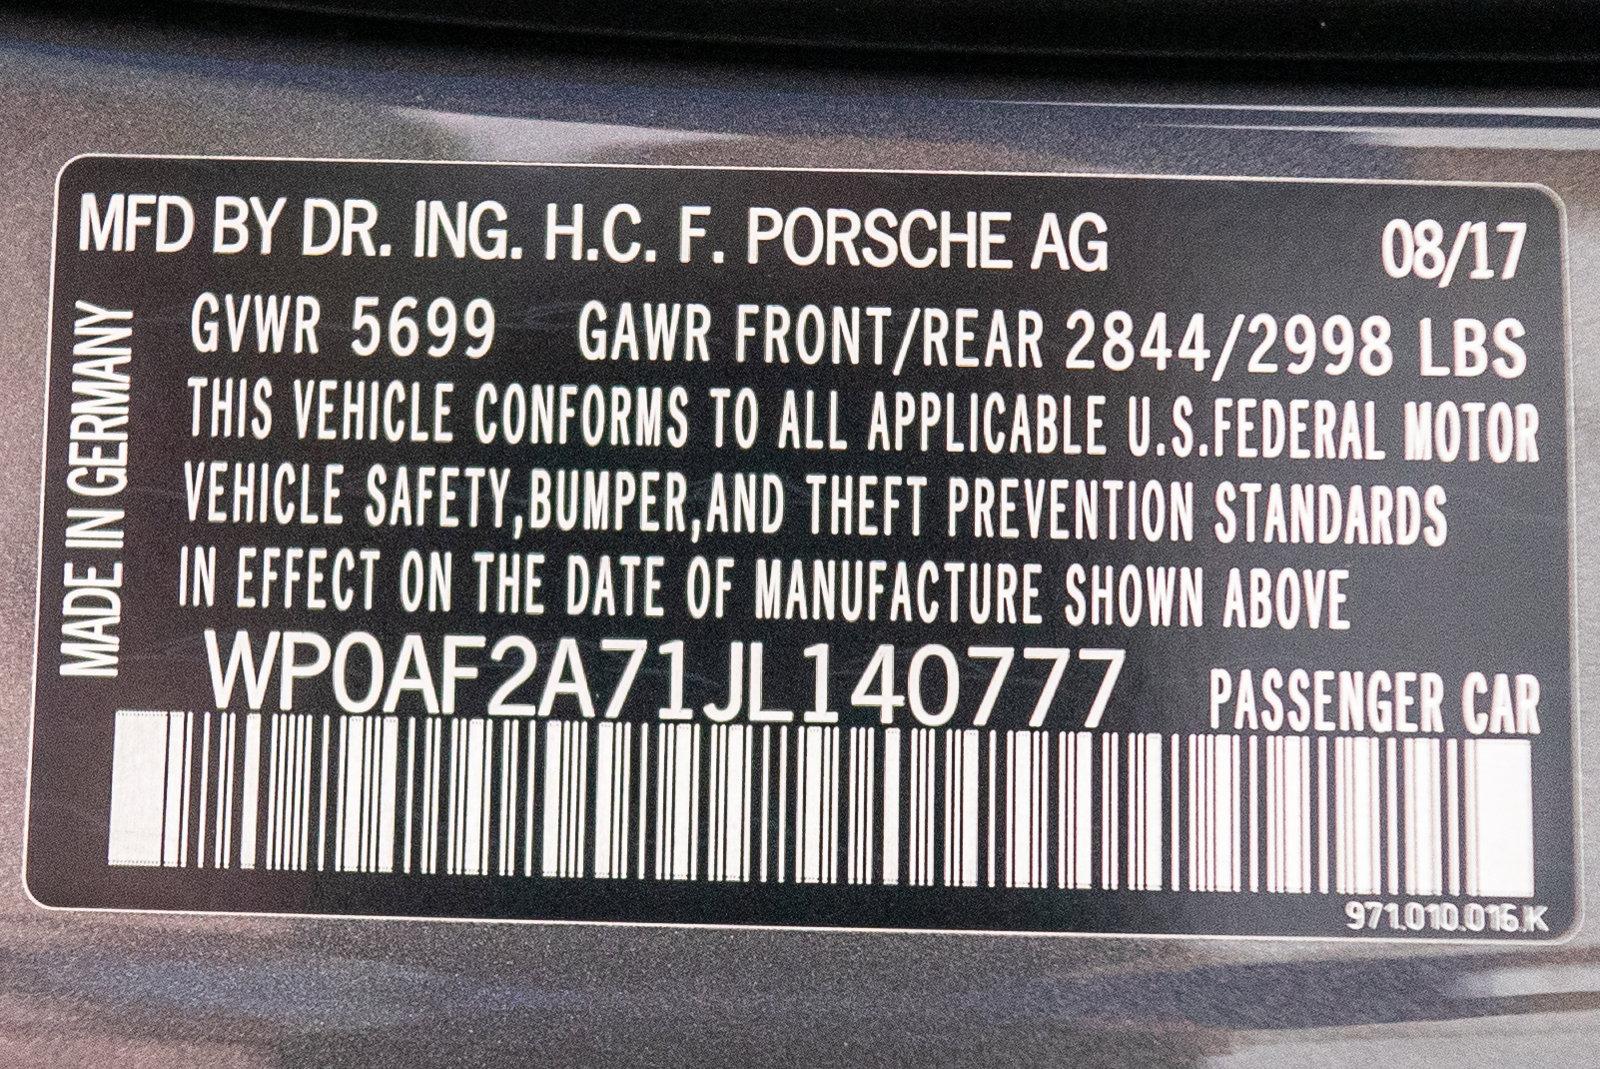 MFD BY DR. ING. H.C. F. PORSCHE AG 08/17
GVWR 5699 GAWR FRONT/REAR 2844/2998 LBS
THIS VEHICLE CONFORMS TO ALL APPLICABLE U.S.FEDERAL MOTOR
VEHICLE SAFETY,BUMPER,AND THEFT PREVENTION STANDARDS
IN EFFECT ON THE DATE OF MANUFACTURE SHOWN ABOVE
WP0AF2A71JL140777 PASSENGER CAR
971.010.016.K
MADE IN GERMANY